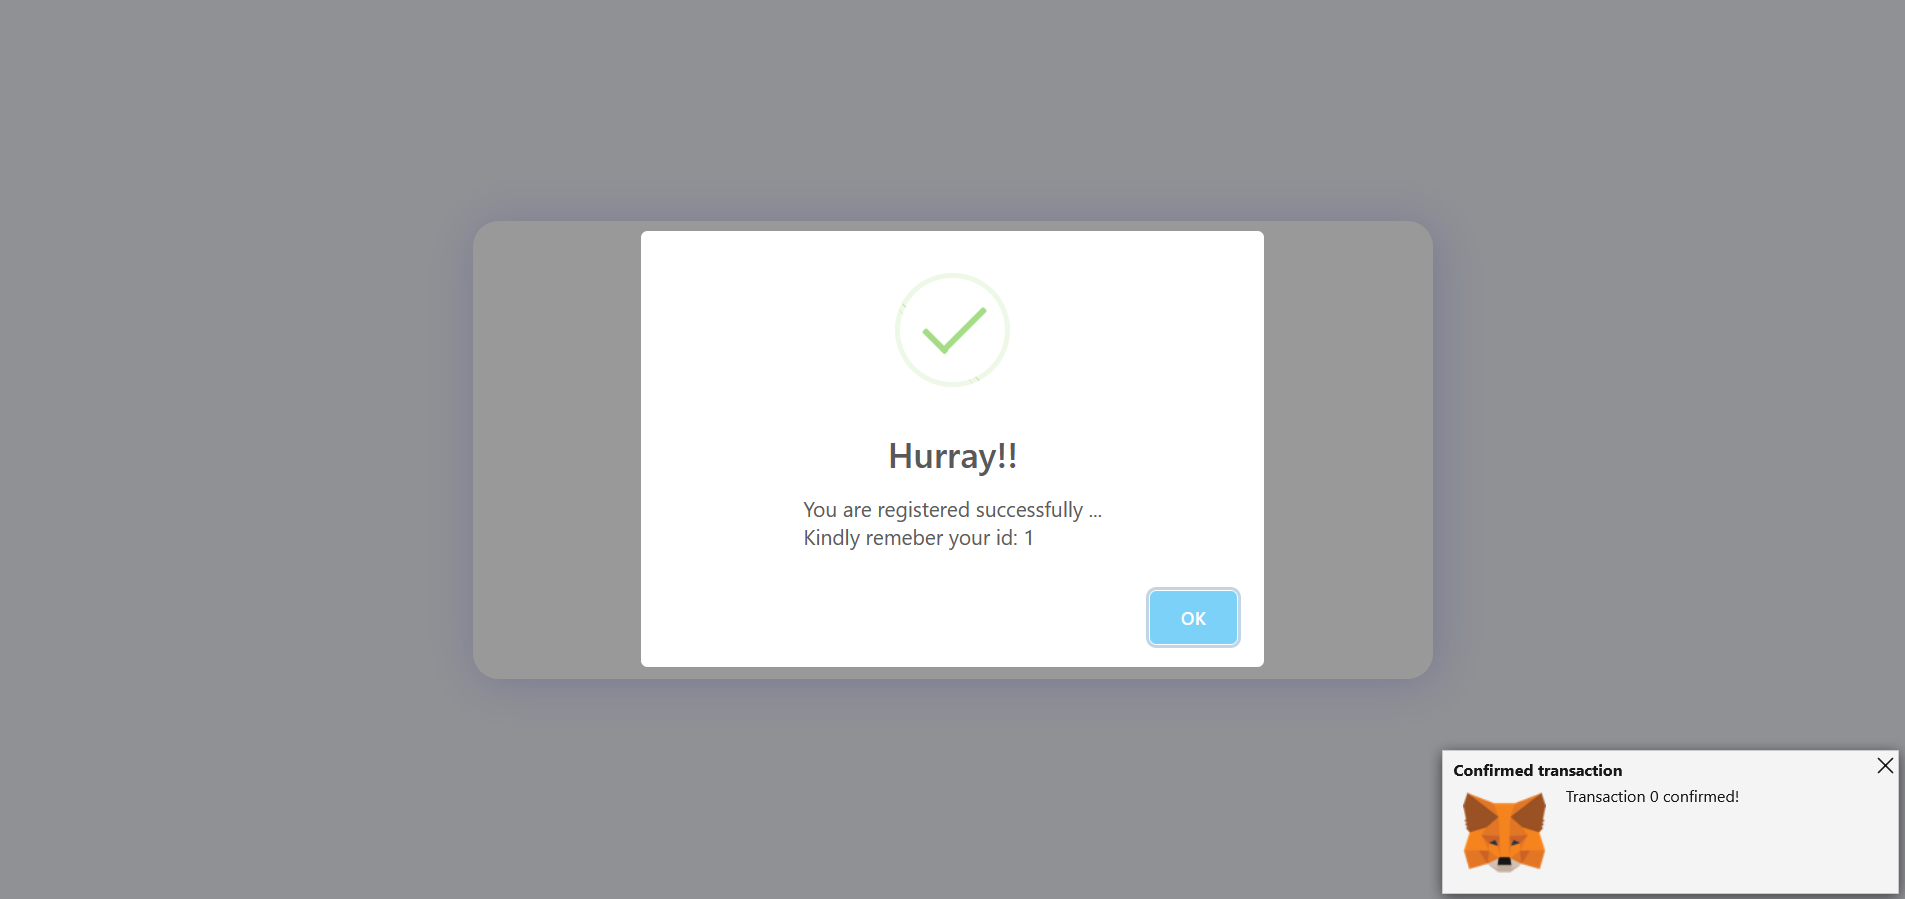 Hurray!!
You are registered successfully ...
Kindly remeber your id: 1
OK
Confirmed transaction
Transaction 0 confirmed!